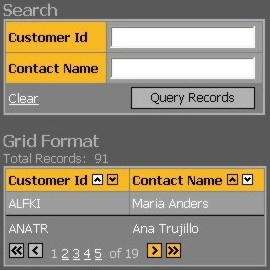 Search
Customer Id
Contact Name
Clear Query Records
Grid Format
Total Records: 91
Customer Id Contact Name
ALFKI Maria Anders
ANATR Ana Trujillo
1 2 3 4 5 of 19